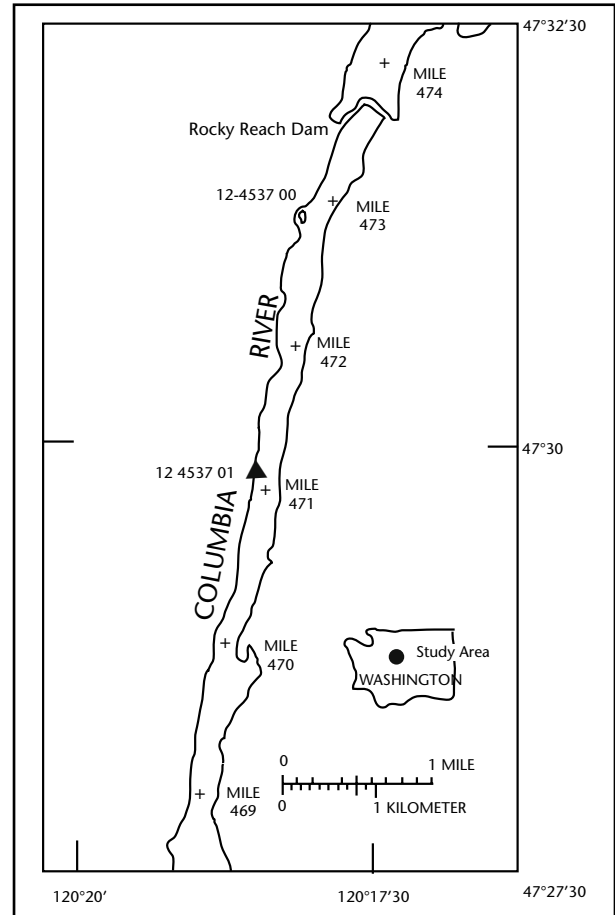 47°32'30
MILE
474
Rocky Reach Dam
12-4537 00
MILE
473
RIVER
MILE
472
47°30
12 4537 01
MILE
471
COLUMBIA
MILE
470
Study Area
WASHINGTON
0
1 MILE
MILE
469
0
1 KILOMETER
120°20'
120°17'30
47°27'30